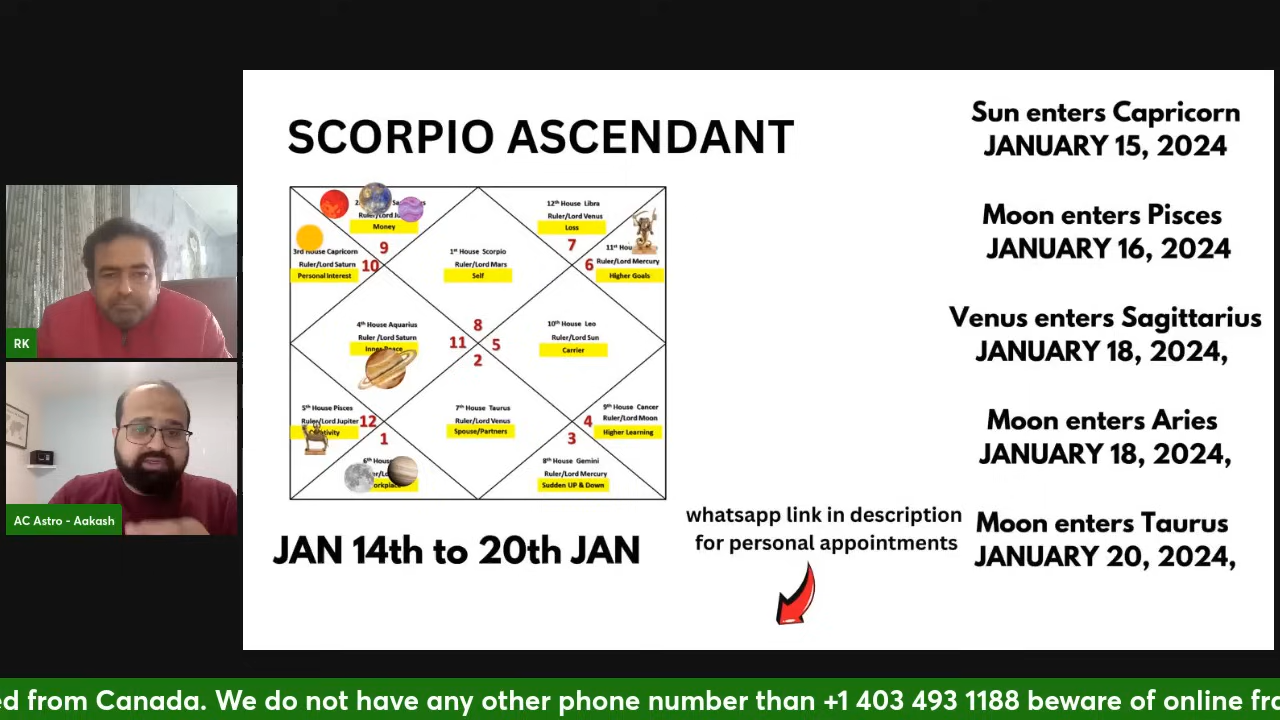 SCORPIO ASCENDANT
Sun enters Capricorn
JANUARY 15, 2024
Moon enters Pisces
JANUARY 16, 2024
Venus enters Sagittarius
JANUARY 18, 2024,
Moon enters Aries
JANUARY 18, 2024,
Moon enters Taurus
JANUARY 20, 2024,
Money
9
3rd House Capricorn
Ruler/Lord Saturn
Personal Interest
10
1st House Scorpio
Ruler/Lord Mars
Self
8
12th House Libra
Ruler/Lord Venus
Loss
7
11th
Ruler/Lord Mercury
Higher Goals
6
4th House Aquarius
Ruler /Lord Saturn
11
10th House Leo
Ruler/Lord Sun
Carrier
5
2
5th House Pisces
Ruler/Lord Jupiter
12
1
7th House Taurus
Ruler/Lord Venus
Spouse/Partners
9th House Cancer
Ruler/Lord Moon
Higher Learning
4
3
8th House Gemini
Ruler/Lord Mercury
Sudden UP & Down
JAN 14th to 20th JAN
whatsapp link in description
for personal appointments
RK
AC Astro - Aakash
ed from Canada. We do not have any other phone number than +1 403 493 1188 beware of online fra